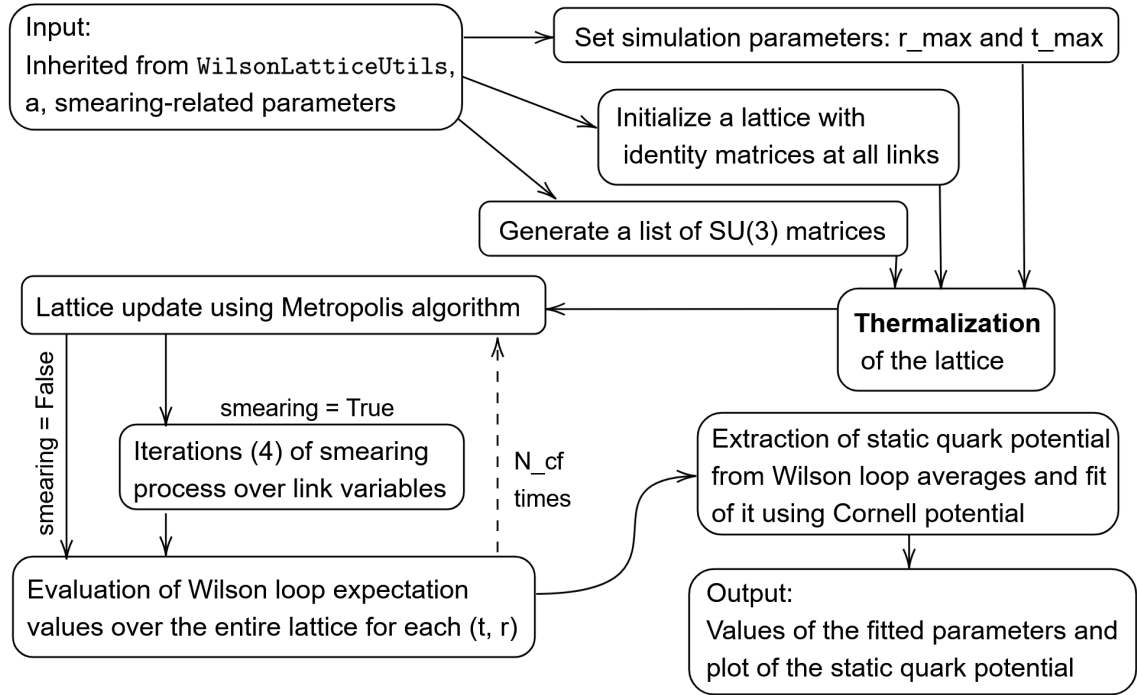 Input:
Inherited from WilsonLatticeUtils,
a, smearing-related parameters
Set simulation parameters: r_max and t_max
Initialize a lattice with
identity matrices at all links
Generate a list of SU(3) matrices
Thermalization
of the lattice
Lattice update using Metropolis algorithm
smearing = False
smearing = True
Iterations (4) of smearing
process over link variables
N_cf
times
Evaluation of Wilson loop expectation
values over the entire lattice for each (t, r)
Extraction of static quark potential
from Wilson loop averages and fit
of it using Cornell potential
Output:
Values of the fitted parameters and
plot of the static quark potential